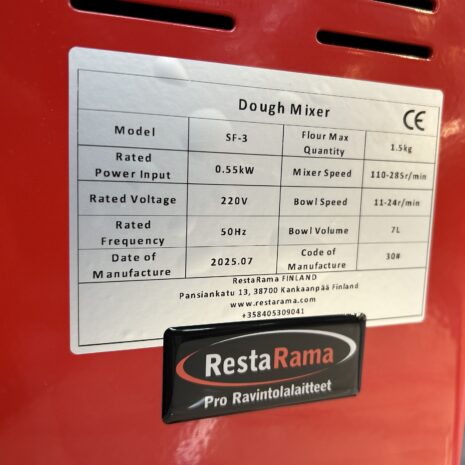 Dough Mixer CE
Model SF-3 Flour Max Quantity 1.5kg
Rated Power Input 0.55kW Mixer Speed 110-285r/min
Rated Voltage 220V Bowl Speed 11-24r/min
Rated Frequency 50Hz Bowl Volume 7L
Date of Manufacture 2025.07 Code of Manufacture 30#
RestaRama FINLAND
Pansiankatu 13, 38700 Kankaanpää Finland
www.restarama.com
+358405309041
RestaRama
Pro Ravintolalaitteet